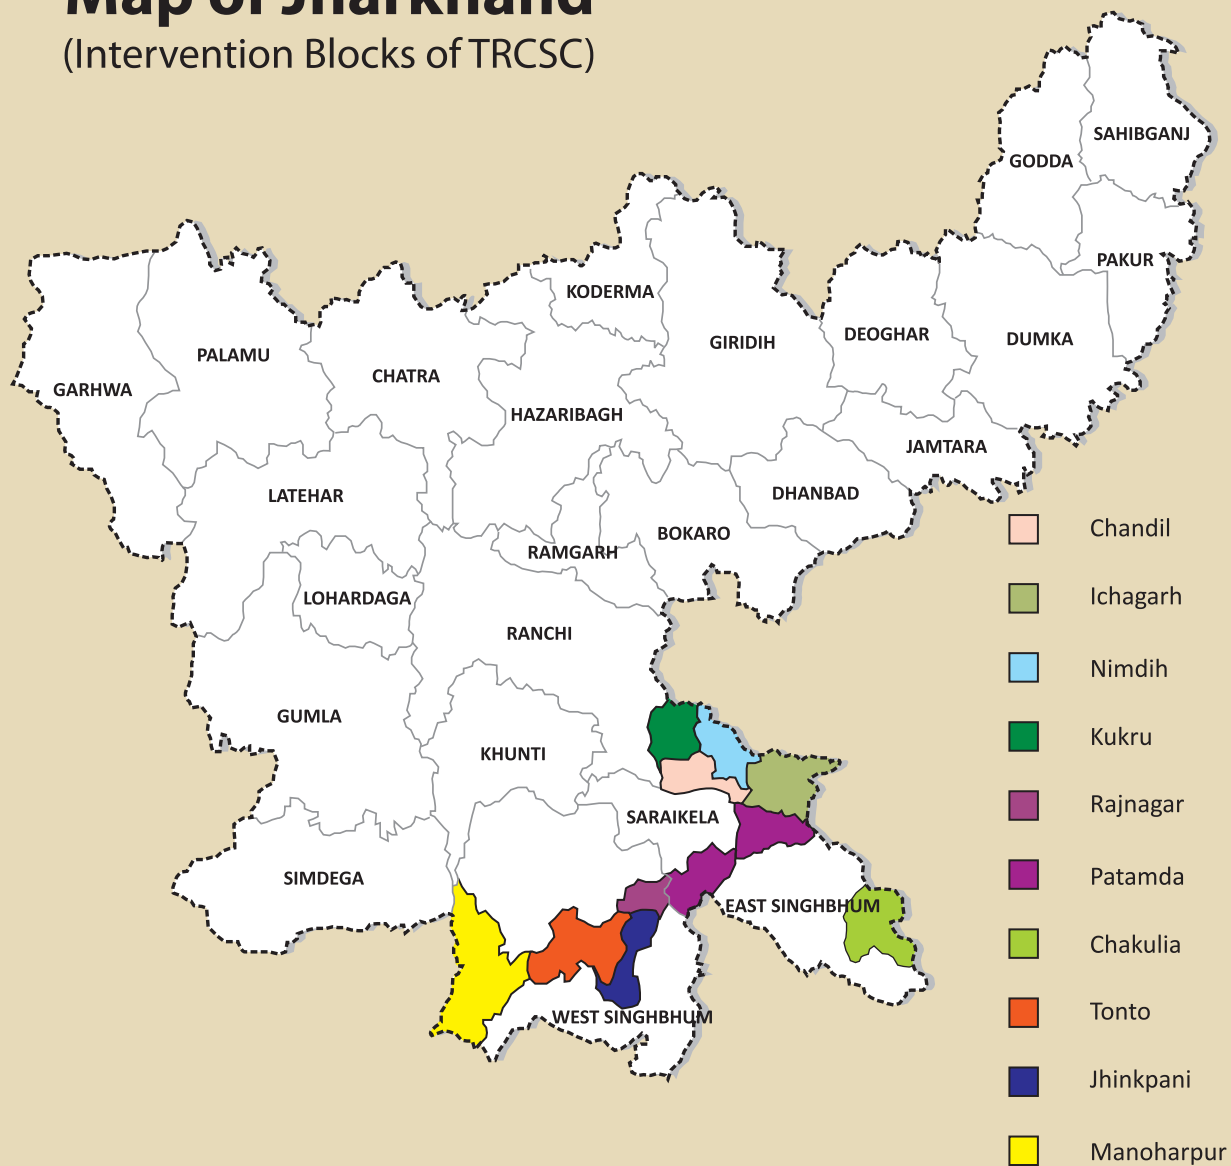 Map of Jharkhand
(Intervention Blocks of TRCSC)
SAHIBGANJ
GODDA
PAKUR
KODERMA
DEOGHAR
DUMKA
GIRIDIH
PALAMU
CHATRA
GARHWA
HAZARIBAGH
JAMTARA
LATEHAR
DHANBAD
BOKARO
RAMGARH
LOHARDAGA
RANCHI
GUMLA
KHUNTI
SARAIKELA
SIMDEGA
EAST SINGHBHUM
WEST SINGHBHUM
Chandil
Ichagarh
Nimdih
Kukru
Rajnagar
Patamda
Chakulia
Tonto
Jhinkpani
Manoharpur